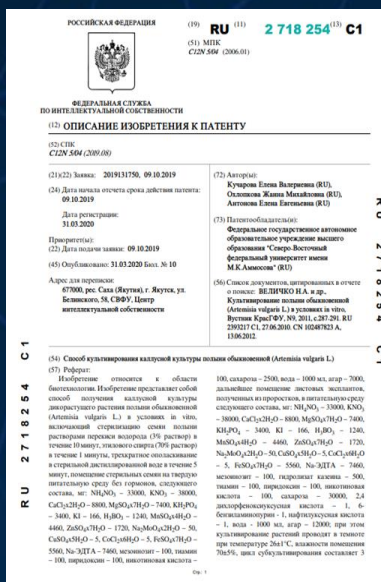 РОССИЙСКАЯ ФЕДЕРАЦИЯ
(19) RU (11) 2 718 254 (13) C1
(51) МПК
C12N 5/04 (2006.01)
ФЕДЕРАЛЬНАЯ СЛУЖБА
ПО ИНТЕЛЛЕКТУАЛЬНОЙ СОБСТВЕННОСТИ
(12) ОПИСАНИЕ ИЗОБРЕТЕНИЯ К ПАТЕНТУ
(52) СПК
C12N 5/04 (2019.08)
(21)(22) Заявка: 2019131750, 09.10.2019
(24) Дата начала отсчета срока действия патента:
09.10.2019
Дата регистрации:
31.03.2020
Приоритет(ы):
(22) Дата подачи заявки: 09.10.2019
(45) Опубликовано: 31.03.2020 Бюл. № 10
Адрес для переписки:
677000, рес. Саха (Якутия), г. Якутск, ул.
Белинского, 58, СВФУ, Центр
интеллектуальной собственности
(72) Автор(ы):
Кучарова Елена Валериевна (RU),
Охлопкова Жанна Михайловна (RU),
Антонова Елена Евгеньевна (RU)
(73) Патентообладатель(и):
Федеральное государственное автономное
образовательное учреждение высшего
образования "Северо-Восточный
федеральный университет имени
М.К.Аммосова" (RU)
(56) Список документов, цитированных в отчете
о поиске: ВЕЛИЧКО Н.А. и др.,
Культивирование полыни обыкновенной
(Artemisia vulgaris L.) в условиях in vitro,
Вустник КрасГФУ, N9, 2011, с.287-291. RU
2393217 C1, 27.06.2010. CN 102487823 A,
13.06.2012.
(54) Способ культивирования каллусной культуры полыни обыкновенной (Artemisia vulgaris L.)
(57) Реферат:
Изобретение относится к области
биотехнологии. Изобретение представляет собой
способ получения каллусной культуры
дикорастущего растения полыни обыкновенной
(Artemisia vulgaris L.) в условиях in vitro,
включающий стерилизацию семян полыни
растворами перекиси водорода (3% раствор) в
течение 10 минут, этилового спирта (70% раствор)
в течение 1 минуты, трехкратное ополаскивание
в стерильной дистиллированной воде в течение 5
минут, помещение стерильных семян на твердую
питательную среду без гормонов, следующего
состава, мг: NH₄NO₃ – 33000, KNO₃ – 38000,
CaCl₂x2H₂O – 8800, MgSO₄x7H₂O – 7400, KH₂PO₄
– 3400, KI – 166, H₃BO₃ – 1240, MnSO₄x4H₂O –
4460, ZnSO₄x7H₂O – 1720, Na₂MoO₄x2H₂O – 50,
CuSO₄x5H₂O – 5, CoCl₂x6H₂O – 5, FeSO₄x7H₂O –
5560, Na-ЭДТА – 7460, мезоинозит – 100, тиамин
– 100, пиридоксин – 100, никотиновая кислота –
100, сахароза – 2500, вода – 1000 мл, агар – 7000,
дальнейшее помещение листовых эксплантов,
полученных из проростков, в питательную среду
следующего состава, мг: NH₄NO₃ – 33000, KNO₃
– 38000, CaCl₂x2H₂O – 8800, MgSO₄x7H₂O – 7400,
KH₂PO₄ – 3400, KI – 166, H₃BO₃ – 1240,
MnSO₄x4H₂O – 4460, ZnSO₄x7H₂O – 1720,
Na₂MoO₄x2H₂O – 50, CuSO₄x5H₂O – 5, CoCl₂x6H₂O
– 5, FeSO₄x7H₂O – 5560, Na-ЭДТА – 7460,
мезоинозит – 100, гидролизат казеина – 500,
тиамин – 100, пиридоксин – 100, никотиновая
кислота – 100, сахароза – 30000, 2,4
дихлорфеноксиуксусная кислота – 1, 6-
бензиламинопурин – 1, нафтилуксусная кислота
– 1, вода – 1000 мл, агар – 12000; при этом
культивирование растений проводят в темноте
при температуре 26±1°C, влажности помещения
70±5%, цикл субкультивирования составляет 3
Стр. 1
RU 2718254 C1
RU 2718254 C1